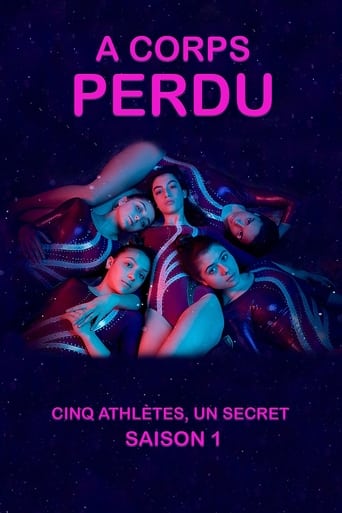 A CORPS
PERDU
CINQ ATHLÈTES, UN SECRET
SAISON 1